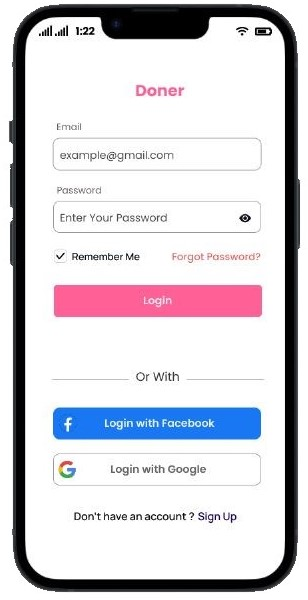 1:22
Doner
Email
example@gmail.com
Password
Enter Your Password
Remember Me Forgot Password?
Login
Or With
Login with Facebook
Login with Google
Don't have an account ? Sign Up